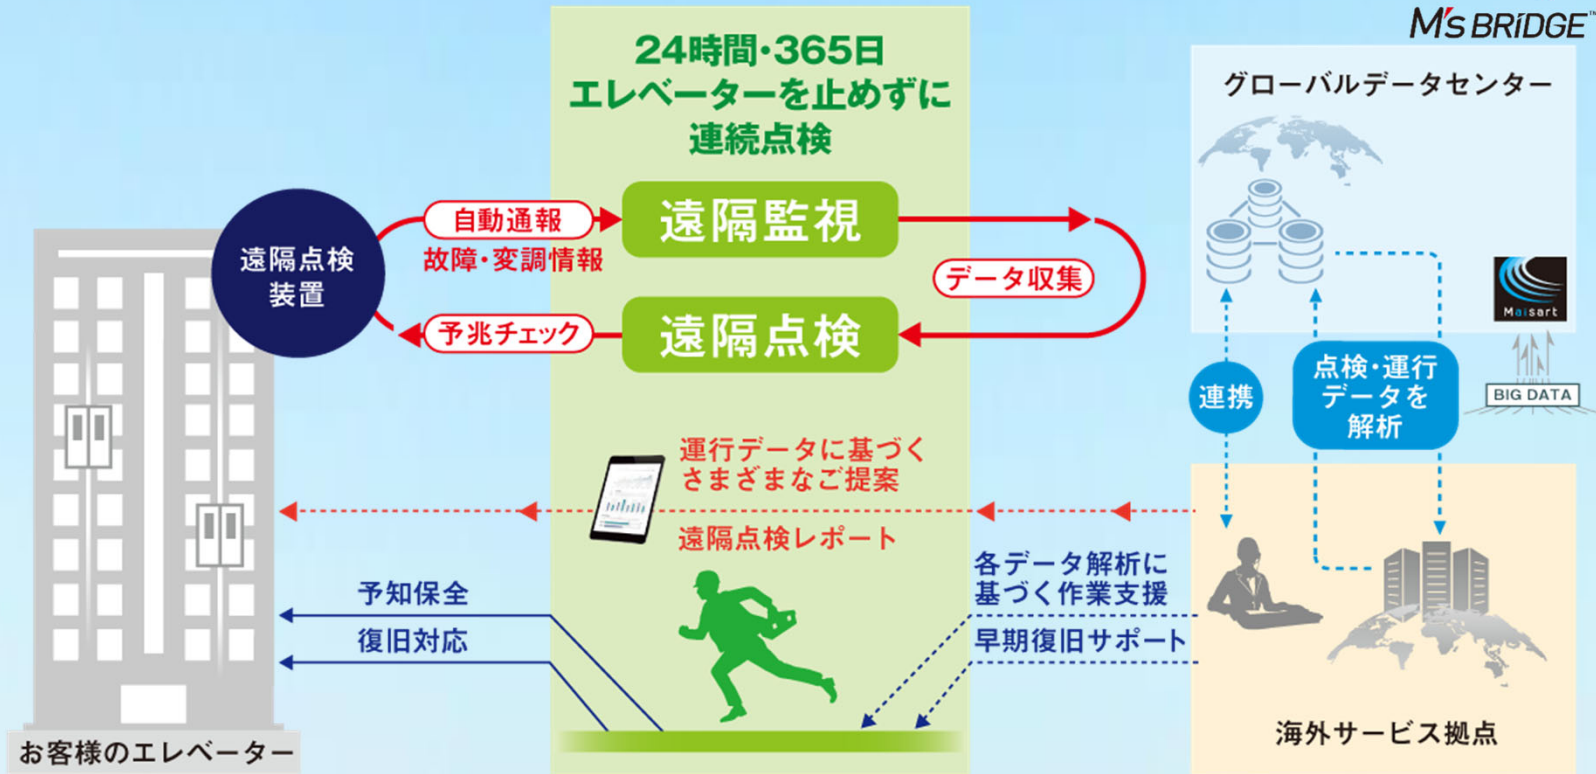 M's BRIDGE™
24時間・365日
エレベーターを止めずに
連続点検
グローバルデータセンター
遠隔点検
装置
自動通報
故障・変調情報
遠隔監視
データ収集
予兆チェック
遠隔点検
Maisart
BIG DATA
連携
点検・運行
データを
解析
運行データに基づく
さまざまなご提案
遠隔点検レポート
予知保全
復旧対応
各データ解析に
基づく作業支援
早期復旧サポート
お客様のエレベーター
海外サービス拠点